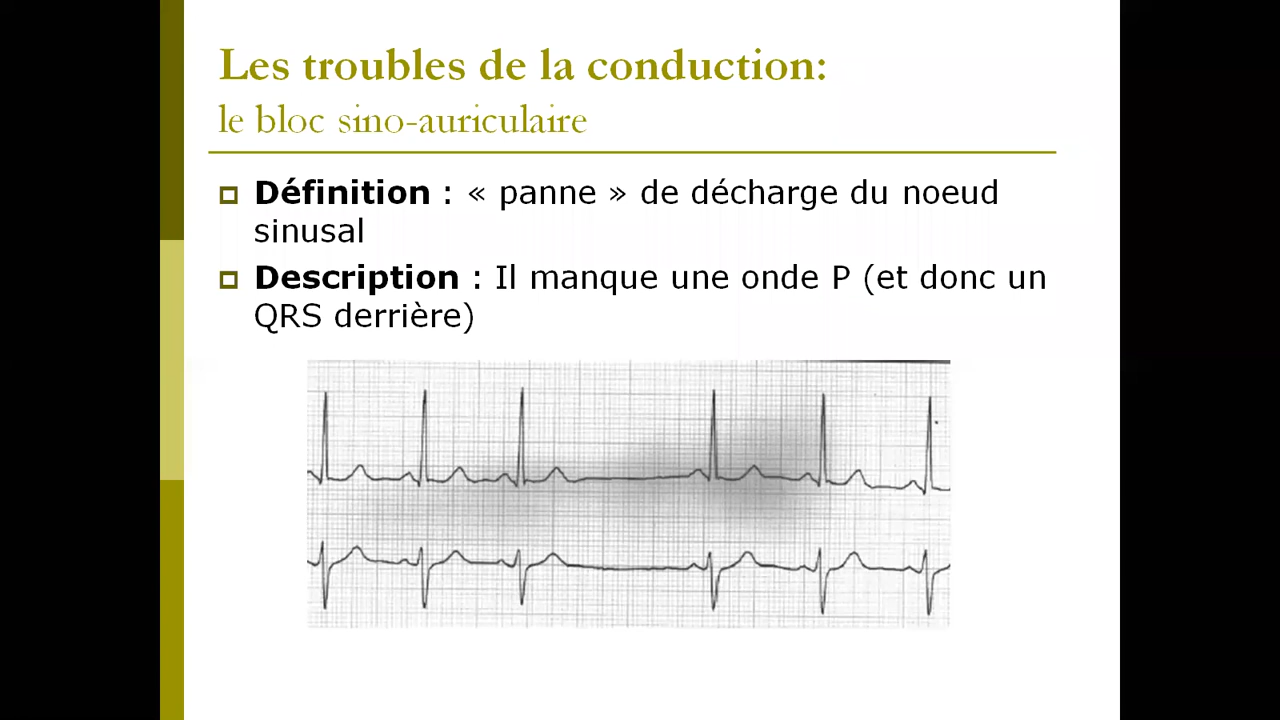 Les troubles de la conduction:
le bloc sino-auriculaire
Définition : « panne » de décharge du noeud
sinusal
Description : Il manque une onde P (et donc un
QRS derrière)